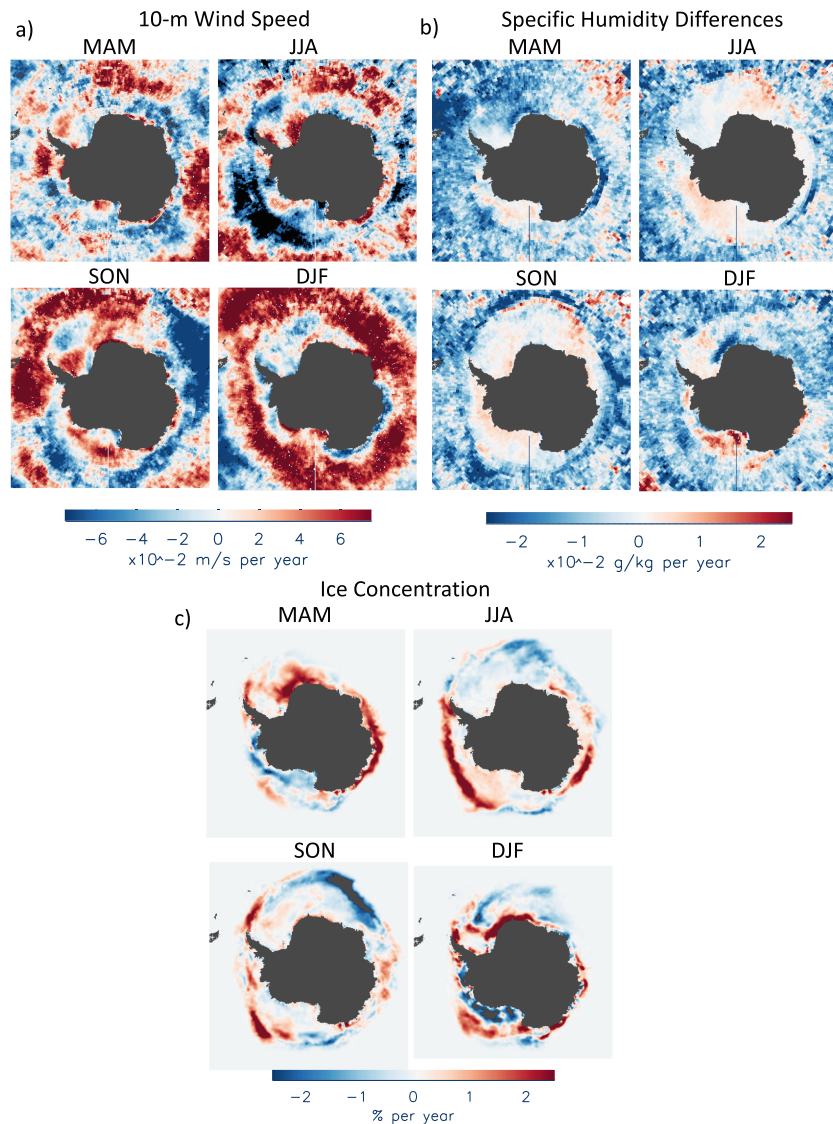 10-m Wind Speed
Specific Humidity Differences
a)
b)
MAM
JJA
MAM
JJA
SON
DJF
SON
DJF
−6 −4 −2 0 2 4 6
x10^−2 m/s per year
−2 −1 0 1 2
x10^−2 g/kg per year
Ice Concentration
c)
MAM
JJA
SON
DJF
−2 −1 0 1 2
% per year